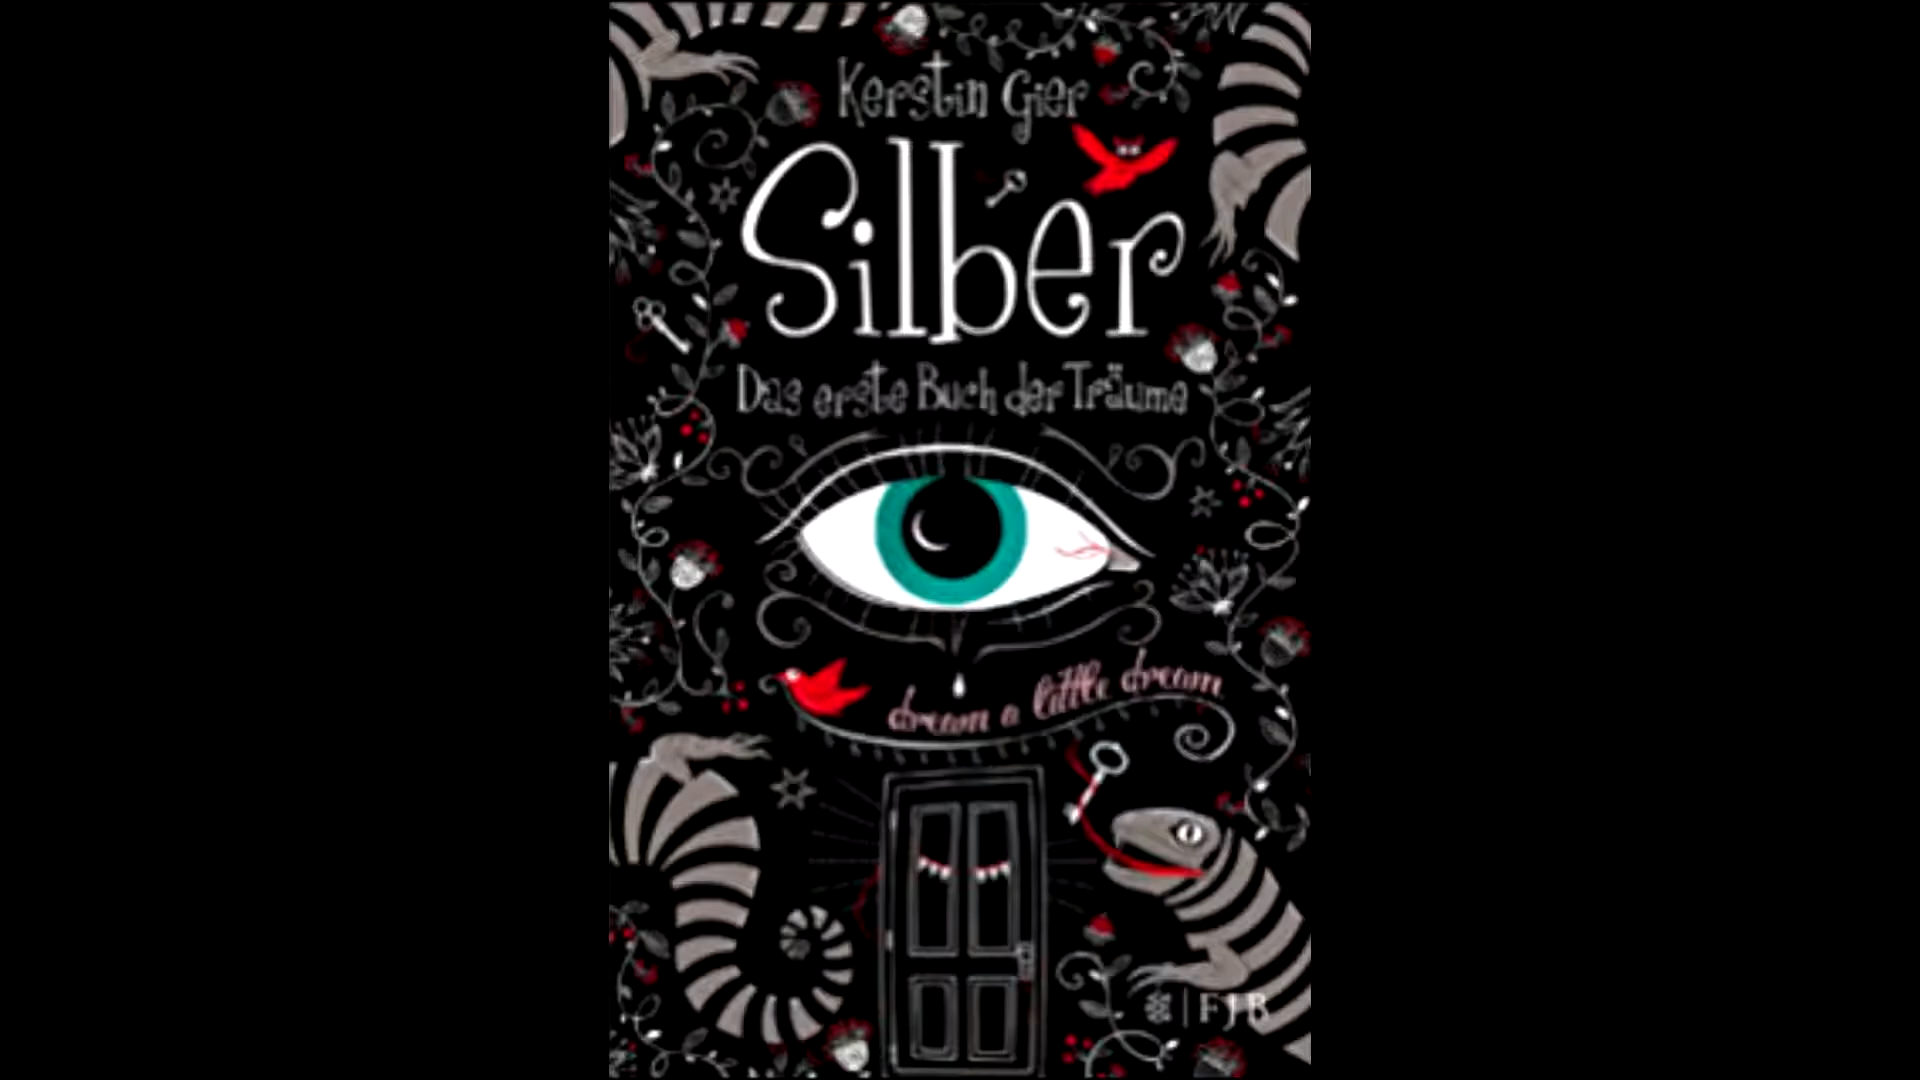 Kerstin Gier
Silber
Das erste Buch der Träume
dream a little dream
FJB